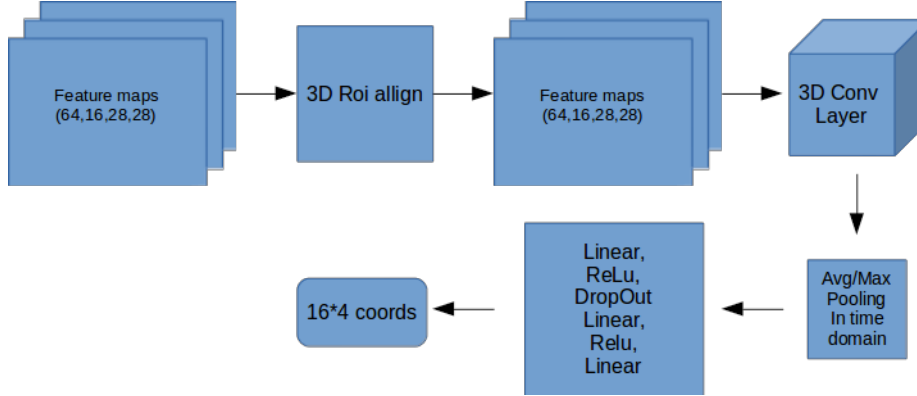 Feature maps
(64,16,28,28)
3D Roi allign
Feature maps
(64,16,28,28)
3D Conv
Layer
Avg/Max
Pooling
In time
domain
Linear,
ReLu,
DropOut
Linear,
Relu,
Linear
16*4 coords